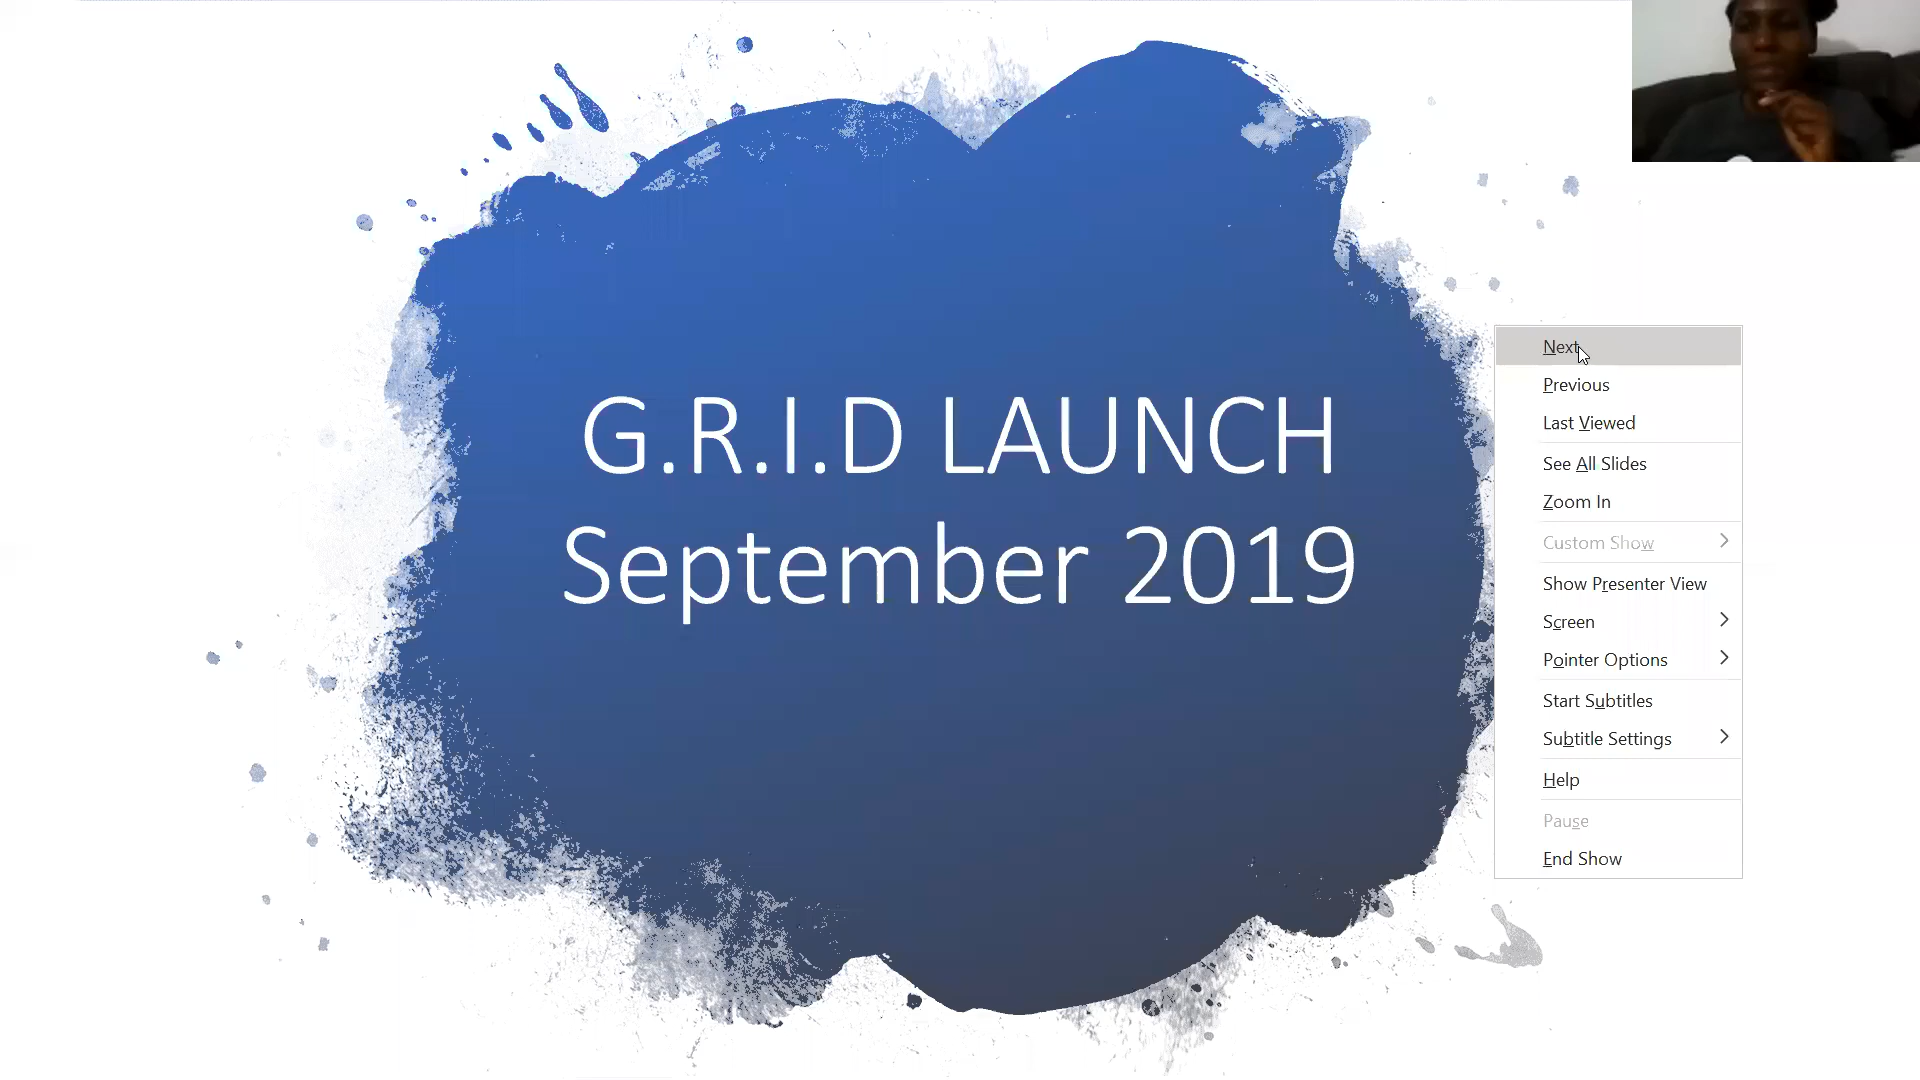 G.R.I.D LAUNCH
September 2019
Next
Previous
Last Viewed
See All Slides
Zoom In
Custom Show
Show Presenter View
Screen
Pointer Options
Start Subtitles
Subtitle Settings
Help
Pause
End Show